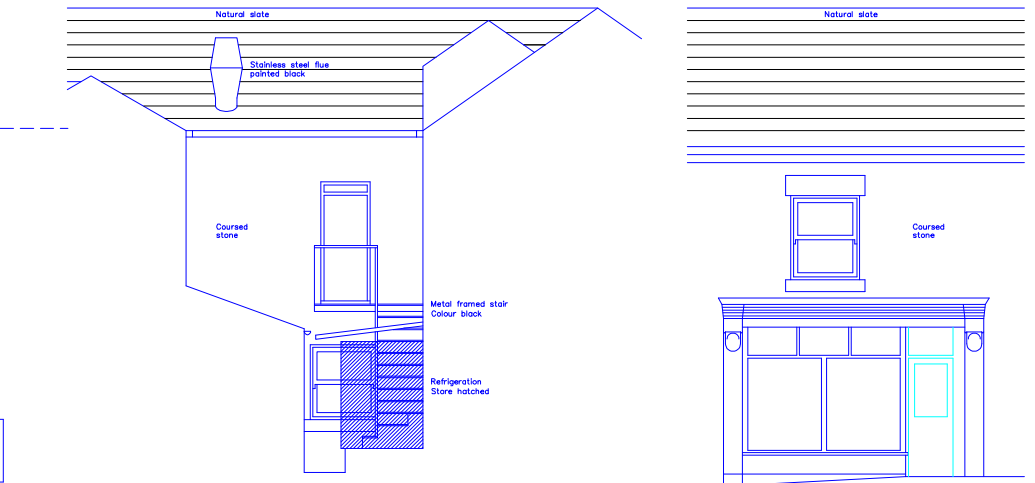 Natural slate
Stainless steel flue
painted black
Coursed
stone
Metal framed stair
Colour black
Refrigeration
Store hatched
Natural slate
Coursed
stone